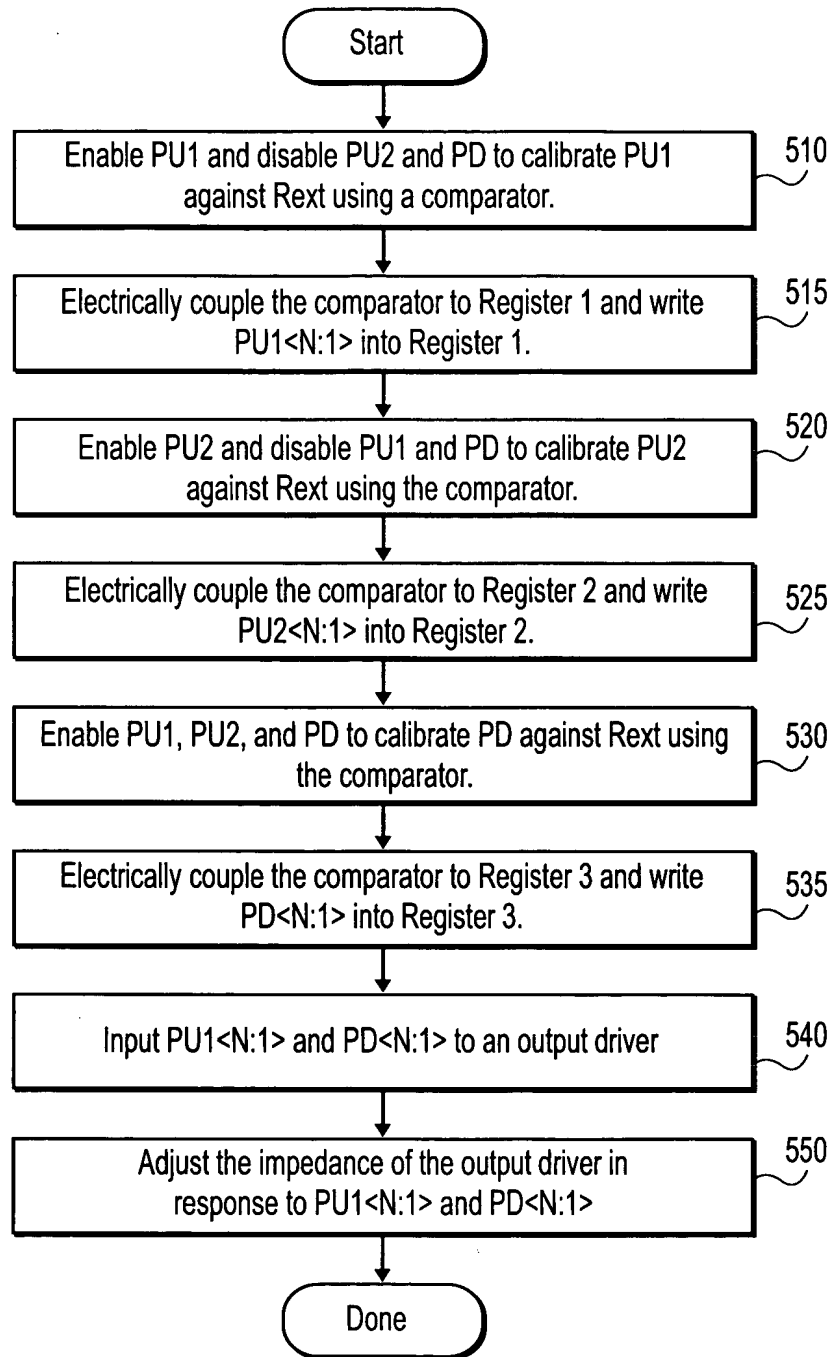 Start
Enable PU1 and disable PU2 and PD to calibrate PU1
against Rext using a comparator.
510
Electrically couple the comparator to Register 1 and write
PU1<N:1> into Register 1.
515
Enable PU2 and disable PU1 and PD to calibrate PU2
against Rext using the comparator.
520
Electrically couple the comparator to Register 2 and write
PU2<N:1> into Register 2.
525
Enable PU1, PU2, and PD to calibrate PD against Rext using
the comparator.
530
Electrically couple the comparator to Register 3 and write
PD<N:1> into Register 3.
535
Input PU1<N:1> and PD<N:1> to an output driver
540
Adjust the impedance of the output driver in
response to PU1<N:1> and PD<N:1>
550
Done